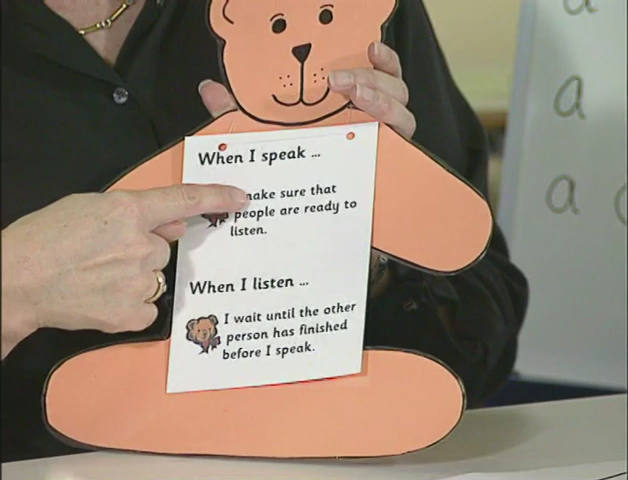 When I speak ...
make sure that
people are ready to
listen.
When I listen ...
I wait until the other
person has finished
before I speak.
a
a
a